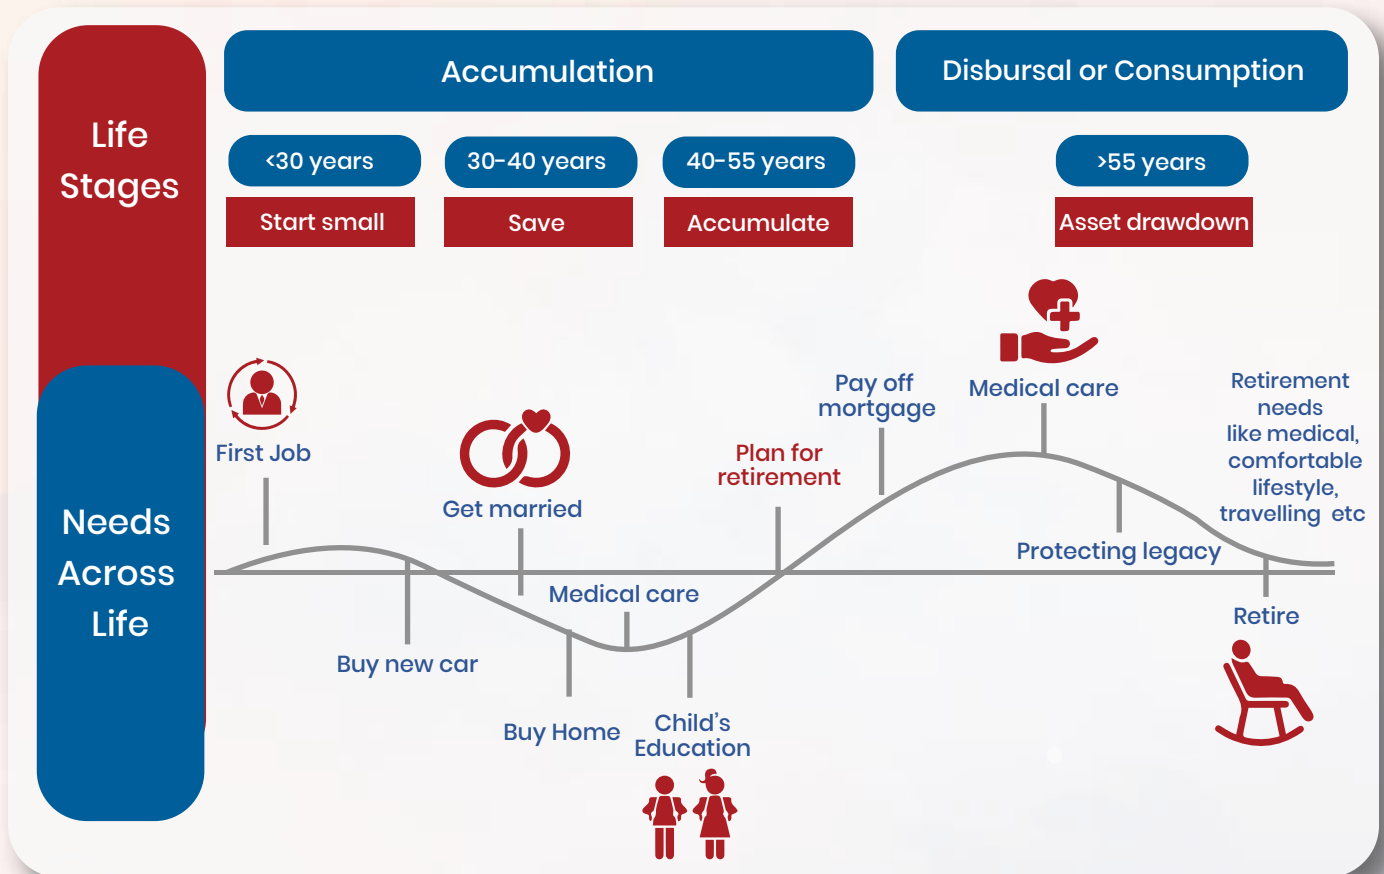 Life
Stages
Accumulation
Disbursal or Consumption
<30 years
30-40 years
40-55 years
>55 years
Start small
Save
Accumulate
Asset drawdown
Needs
Across
Life
First Job
Buy new car
Get married
Buy Home
Medical care
Child's
Education
Plan for
retirement
Pay off
mortgage
Medical care
Protecting legacy
Retirement
needs
like medical,
comfortable
lifestyle,
travelling etc
Retire